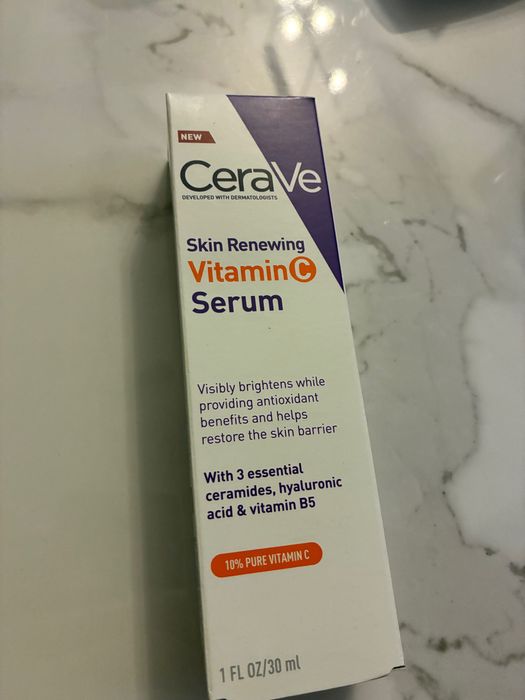 NEW
CeraVe
DEVELOPED WITH DERMATOLOGISTS
Skin Renewing
Vitamin C
Serum
Visibly brightens while
providing antioxidant
benefits and helps
restore the skin barrier
With 3 essential
ceramides, hyaluronic
acid & vitamin B5
10% PURE VITAMIN C
1 FL OZ/30 ml